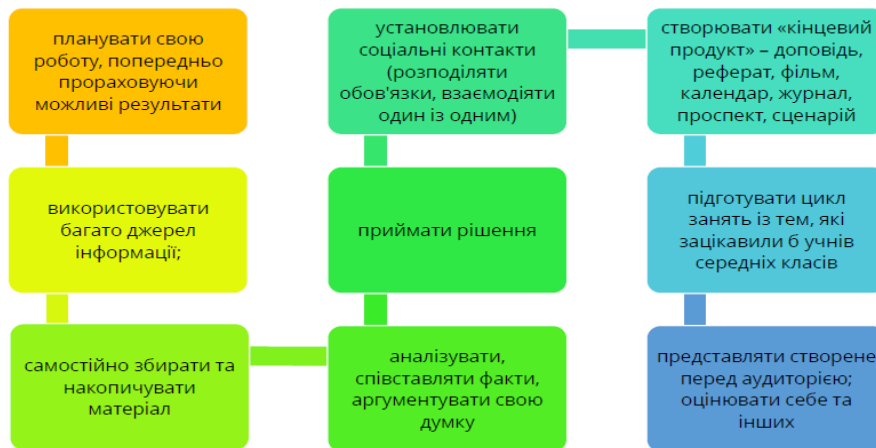 планувати свою
роботу, попередньо
прораховуючи
можливі результати
використовувати
багато джерел
інформації;
самостійно збирати та
накопичувати
матеріал
аналізувати,
співставляти факти,
аргументувати свою
думку
приймати рішення
установлювати
соціальні контакти
(розподіляти
обов'язки, взаємодіяти
один із одним)
створювати «кінцевий
продукт» – доповідь,
реферат, фільм,
календар, журнал,
проспект, сценарій
підготувати цикл
занять із тем, які
зацікавили б учнів
середніх класів
представляти створене
перед аудиторією;
оцінювати себе та
інших